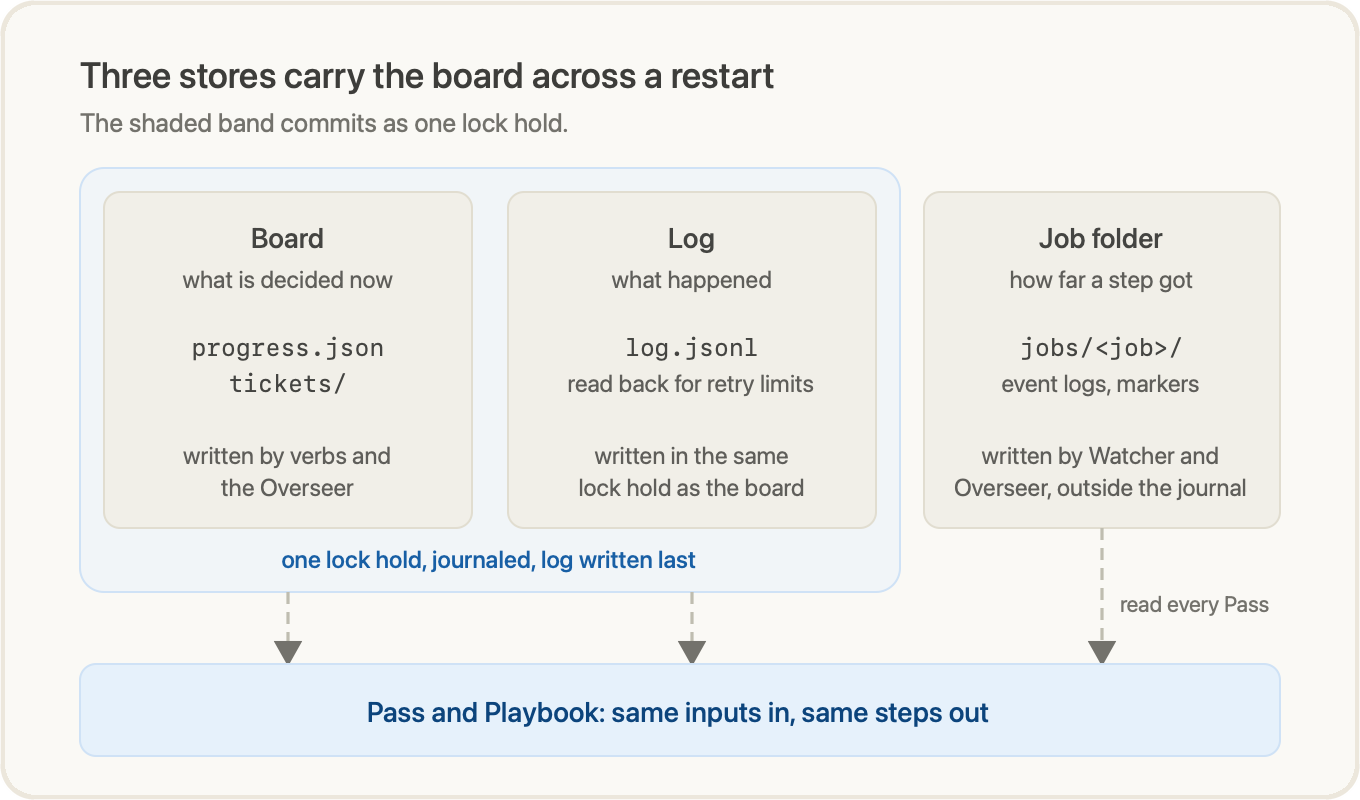 Three stores carry the board across a restart
The shaded band commits as one lock hold.
Board
what is decided now
progress.json
tickets/
written by verbs and
the Overseer
Log
what happened
log.jsonl
read back for retry limits
written in the same
lock hold as the board
one lock hold, journaled, log written last
Job folder
how far a step got
jobs/<job>/
event logs, markers
written by Watcher and
Overseer, outside the journal
read every Pass
Pass and Playbook: same inputs in, same steps out